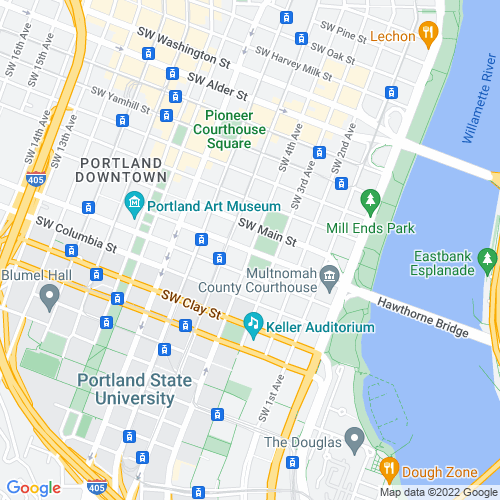 SW Pine St
Lechon
SW Washington St
SW Oak St
SW Harvey Milk St
SW 16th Ave
SW 15th Ave
SW Alder St
Willamette River
SW Yamhill St
Pioneer
Courthouse
Square
SW 14th Ave
SW 13th Ave
SW 4th Ave
SW 2nd Ave
PORTLAND
DOWNTOWN
405
SW 3rd Ave
Portland Art Museum
SW Main St
Mill Ends Park
SW Columbia St
Eastbank
Esplanade
Blumel Hall
Multnomah
County Courthouse
SW Clay St
Hawthorne Bridge
Keller Auditorium
Portland State
University
SW 1st Ave
The Douglas
Dough Zone
405
Google
Map data ©2022 Google